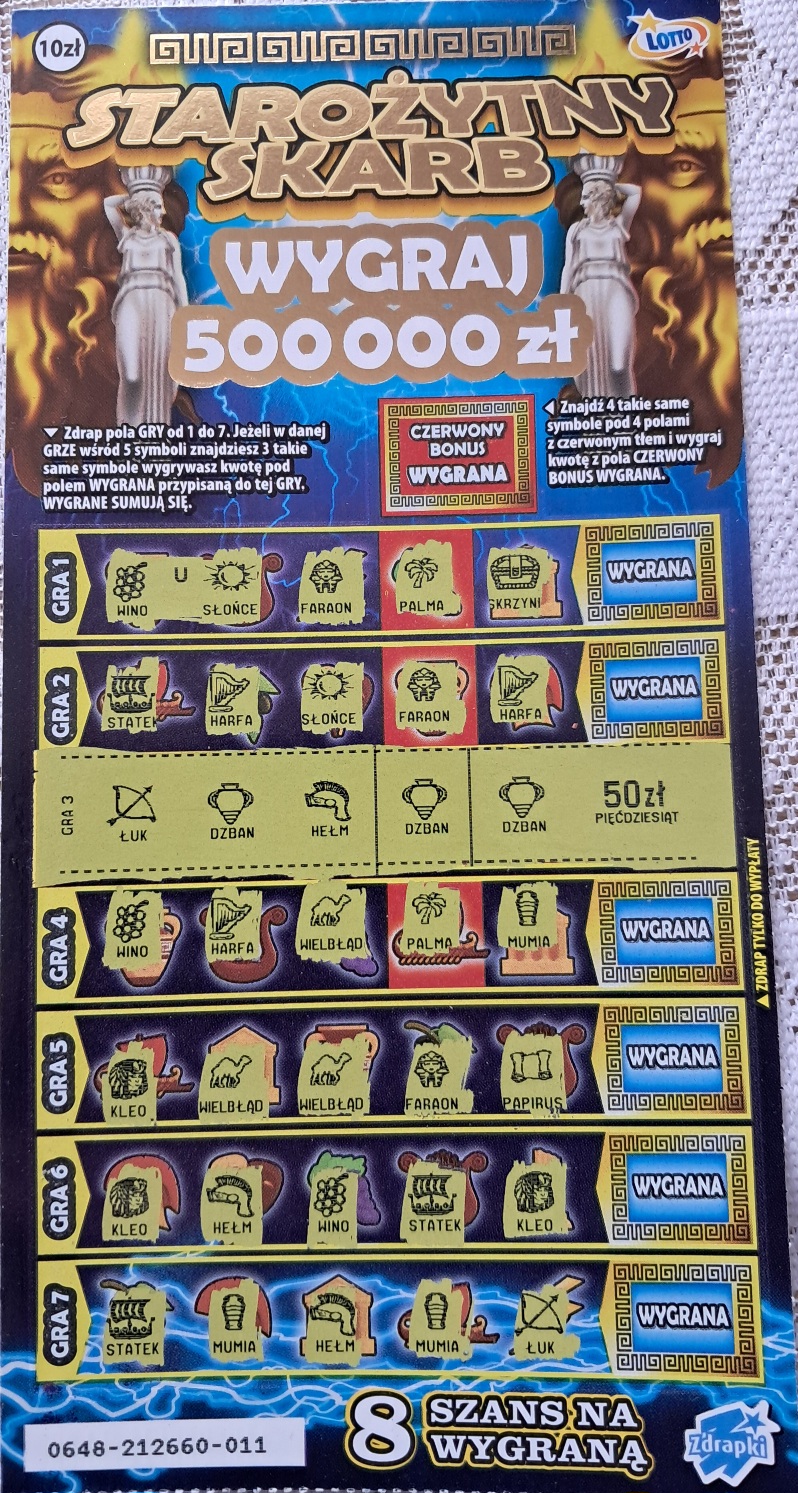 10zł
LOTTO
STAROŻYTNY
SKARB
WYGRAJ
500 000 zł
▼ Zdrap pola GRY od 1 do 7. Jeżeli w danej
GRZE wśród 5 symboli znajdziesz 3 takie
same symbole wygrywasz kwotę pod
polem WYGRANA przypisaną do tej GRY.
WYGRANE SUMUJĄ SIĘ.
CZERWONY
BONUS
WYGRANA
◀ Znajdź 4 takie same
symbole pod 4 polami
z czerwonym tłem i wygraj
kwotę z pola CZERWONY
BONUS WYGRANA.
GRA 1
U
WINO SŁOŃCE FARAON PALMA SKRZYNI
WYGRANA
GRA 2
STATE HARFA SŁOŃCE FARAON HARFA
WYGRANA
GRA 3
ŁUK DZBAN HEŁM DZBAN DZBAN
50zł
PIĘĆDZIESIĄT
GRA 4
WINO HARFA WIELBŁĄD PALMA MUMIA
WYGRANA
GRA 5
KLEO WIELBŁĄD WIELBŁĄD FARAON PAPIRUS
WYGRANA
GRA 6
KLEO HEŁM WINO STATEK KLEO
WYGRANA
GRA 7
STATEK MUMIA HEŁM MUMIA ŁUK
WYGRANA
▲ ZDRAP TYLKO DO WYPŁATY
0648-212660-011
8 SZANS NA
WYGRANĄ
Zdrapki